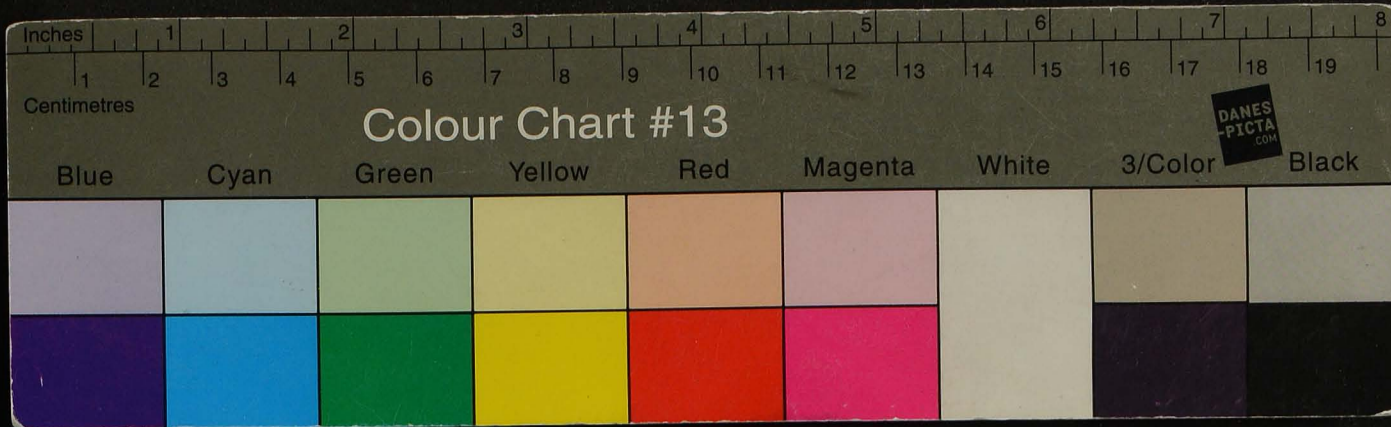 Inches 1 2 3 4 5 6 7 8
1 2 3 4 5 6 7 8 9 10 11 12 13 14 15 16 17 18 19
Centimetres
Colour Chart #13
DANES
-PICTA
.COM
Blue Cyan Green Yellow Red Magenta White 3/Color Black